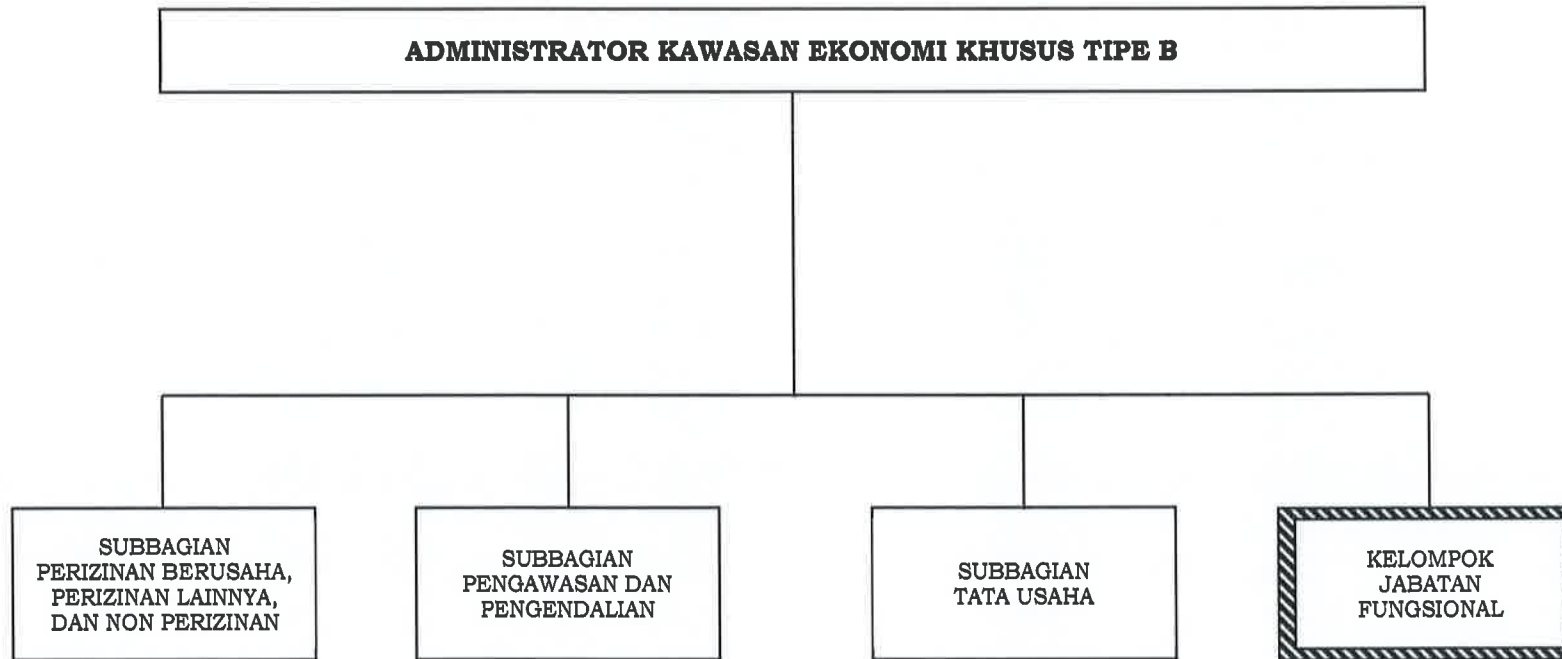 ADMINISTRATOR KAWASAN EKONOMI KHUSUS TIPE B
SUBBAGIAN
PERIZINAN BERUSAHA,
PERIZINAN LAINNYA,
DAN NON PERIZINAN
SUBBAGIAN
PENGAWASAN DAN
PENGENDALIAN
SUBBAGIAN
TATA USAHA
KELOMPOK
JABATAN
FUNGSIONAL